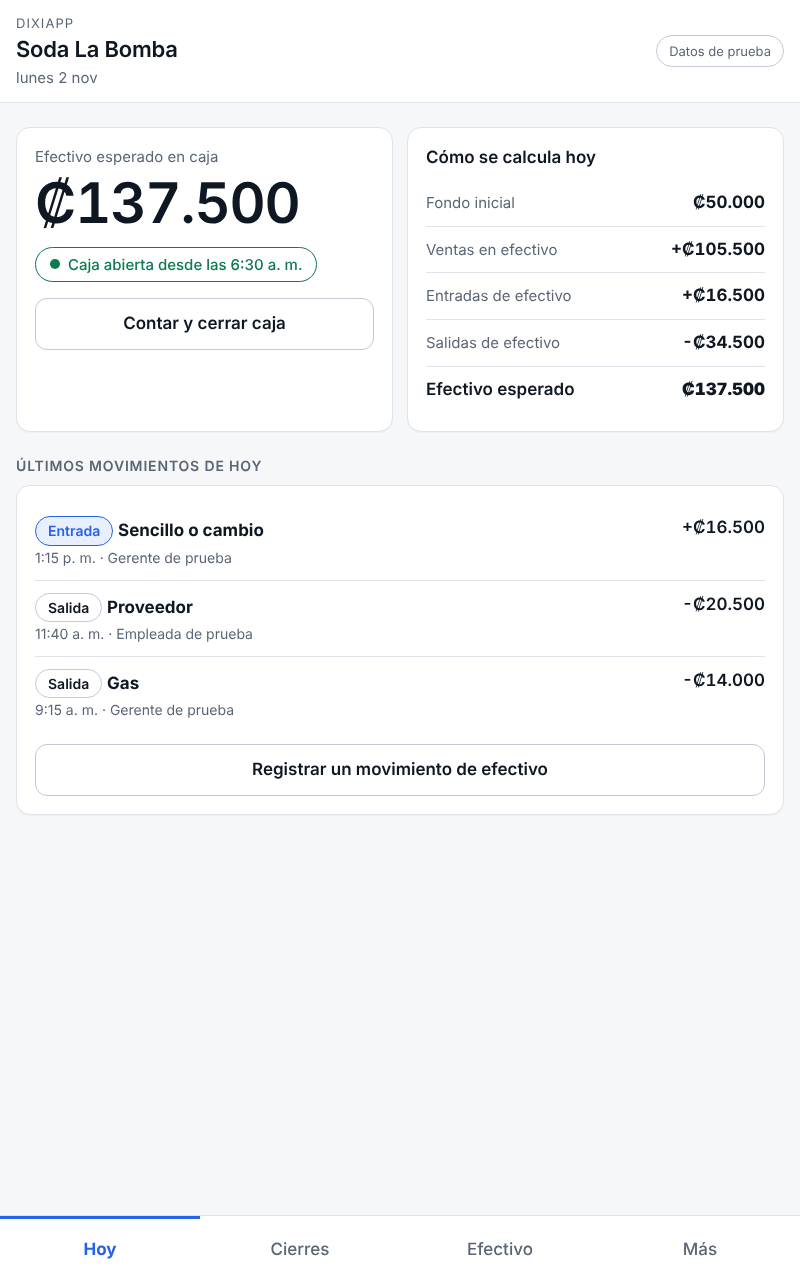 DIXIAPP
Soda La Bomba
lunes 2 nov
Datos de prueba
Efectivo esperado en caja
₡137.500
Caja abierta desde las 6:30 a. m.
Contar y cerrar caja
Cómo se calcula hoy
Fondo inicial ₡50.000
Ventas en efectivo +₡105.500
Entradas de efectivo +₡16.500
Salidas de efectivo -₡34.500
Efectivo esperado ₡137.500
ÚLTIMOS MOVIMIENTOS DE HOY
Entrada Sencillo o cambio +₡16.500
1:15 p. m. · Gerente de prueba
Salida Proveedor -₡20.500
11:40 a. m. · Empleada de prueba
Salida Gas -₡14.000
9:15 a. m. · Gerente de prueba
Registrar un movimiento de efectivo
Hoy Cierres Efectivo Más